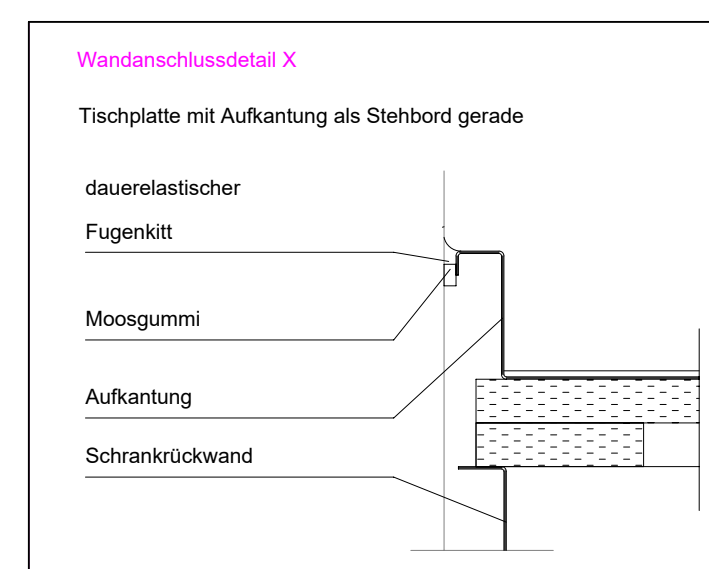 Wandanschlussdetail X
Tischplatte mit Aufkantung als Stehbord gerade
dauerelastischer
Fugenkitt
Moosgummi
Aufkantung
Schrankrückwand